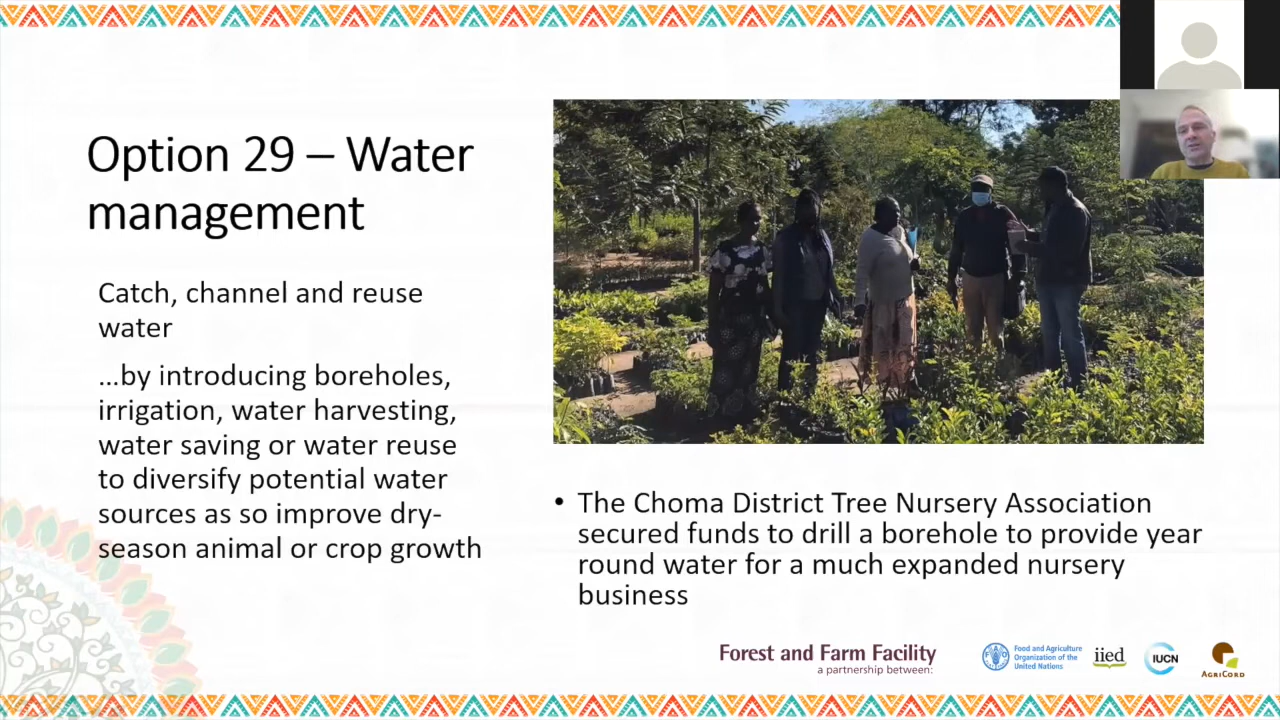 Option 29 – Water
management
Catch, channel and reuse
water
...by introducing boreholes,
irrigation, water harvesting,
water saving or water reuse
to diversify potential water
sources as so improve dry-
season animal or crop growth
• The Choma District Tree Nursery Association
secured funds to drill a borehole to provide year
round water for a much expanded nursery
business
Forest and Farm Facility
a partnership between:
Food and Agriculture
Organization of the
United Nations
iied
IUCN
AGRICORD